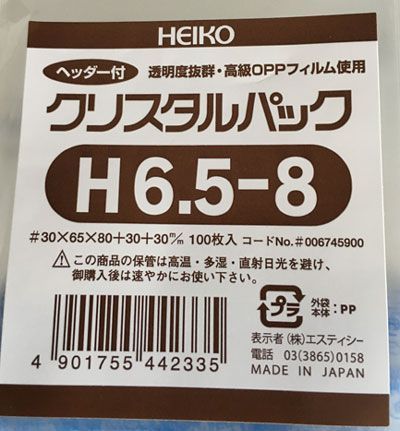 HEIKO
ヘッダー付 透明度抜群・高級OPPフィルム使用
クリスタルパック
H6.5-8
#30×65×80+30+30m/m 100枚入 コードNo.#006745900
⚠この商品の保管は高温・多湿・直射日光を避け、
御購入後は速やかにお使い下さい。
プラ 外袋:
本体: PP
表示者(株)エスティシー
電話 03(3865)0158
MADE IN JAPAN
4 901755 442335